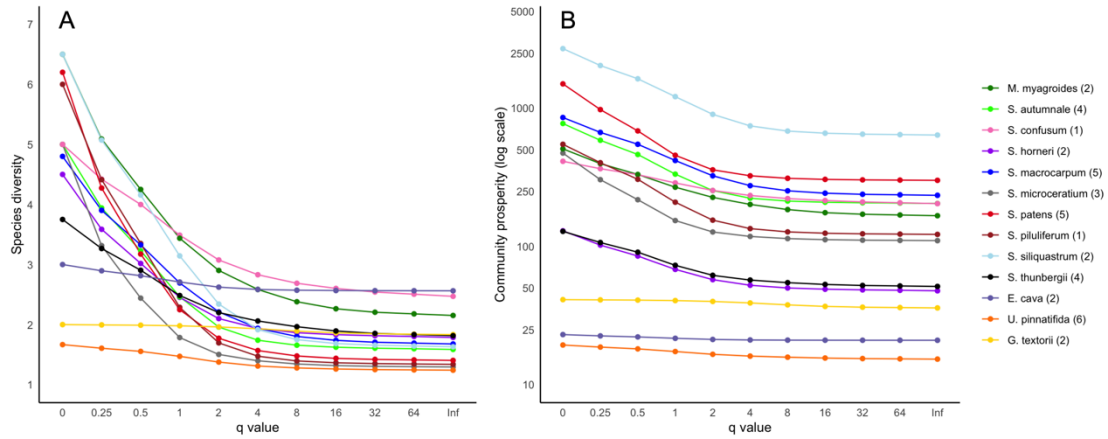 A
Species diversity
7
6
5
4
3
2
1
0 0.25 0.5 1 2 4 8 16 32 64 Inf
q value
B
Community prosperity (log scale)
5000
2500
1000
500
250
100
50
25
10
0 0.25 0.5 1 2 4 8 16 32 64 Inf
q value
M. myagroides (2)
S. autumnale (4)
S. confusum (1)
S. horneri (2)
S. macrocarpum (5)
S. microceratium (3)
S. patens (5)
S. piluliferum (1)
S. siliquastrum (2)
S. thunbergii (4)
E. cava (2)
U. pinnatifida (6)
G. textorii (2)